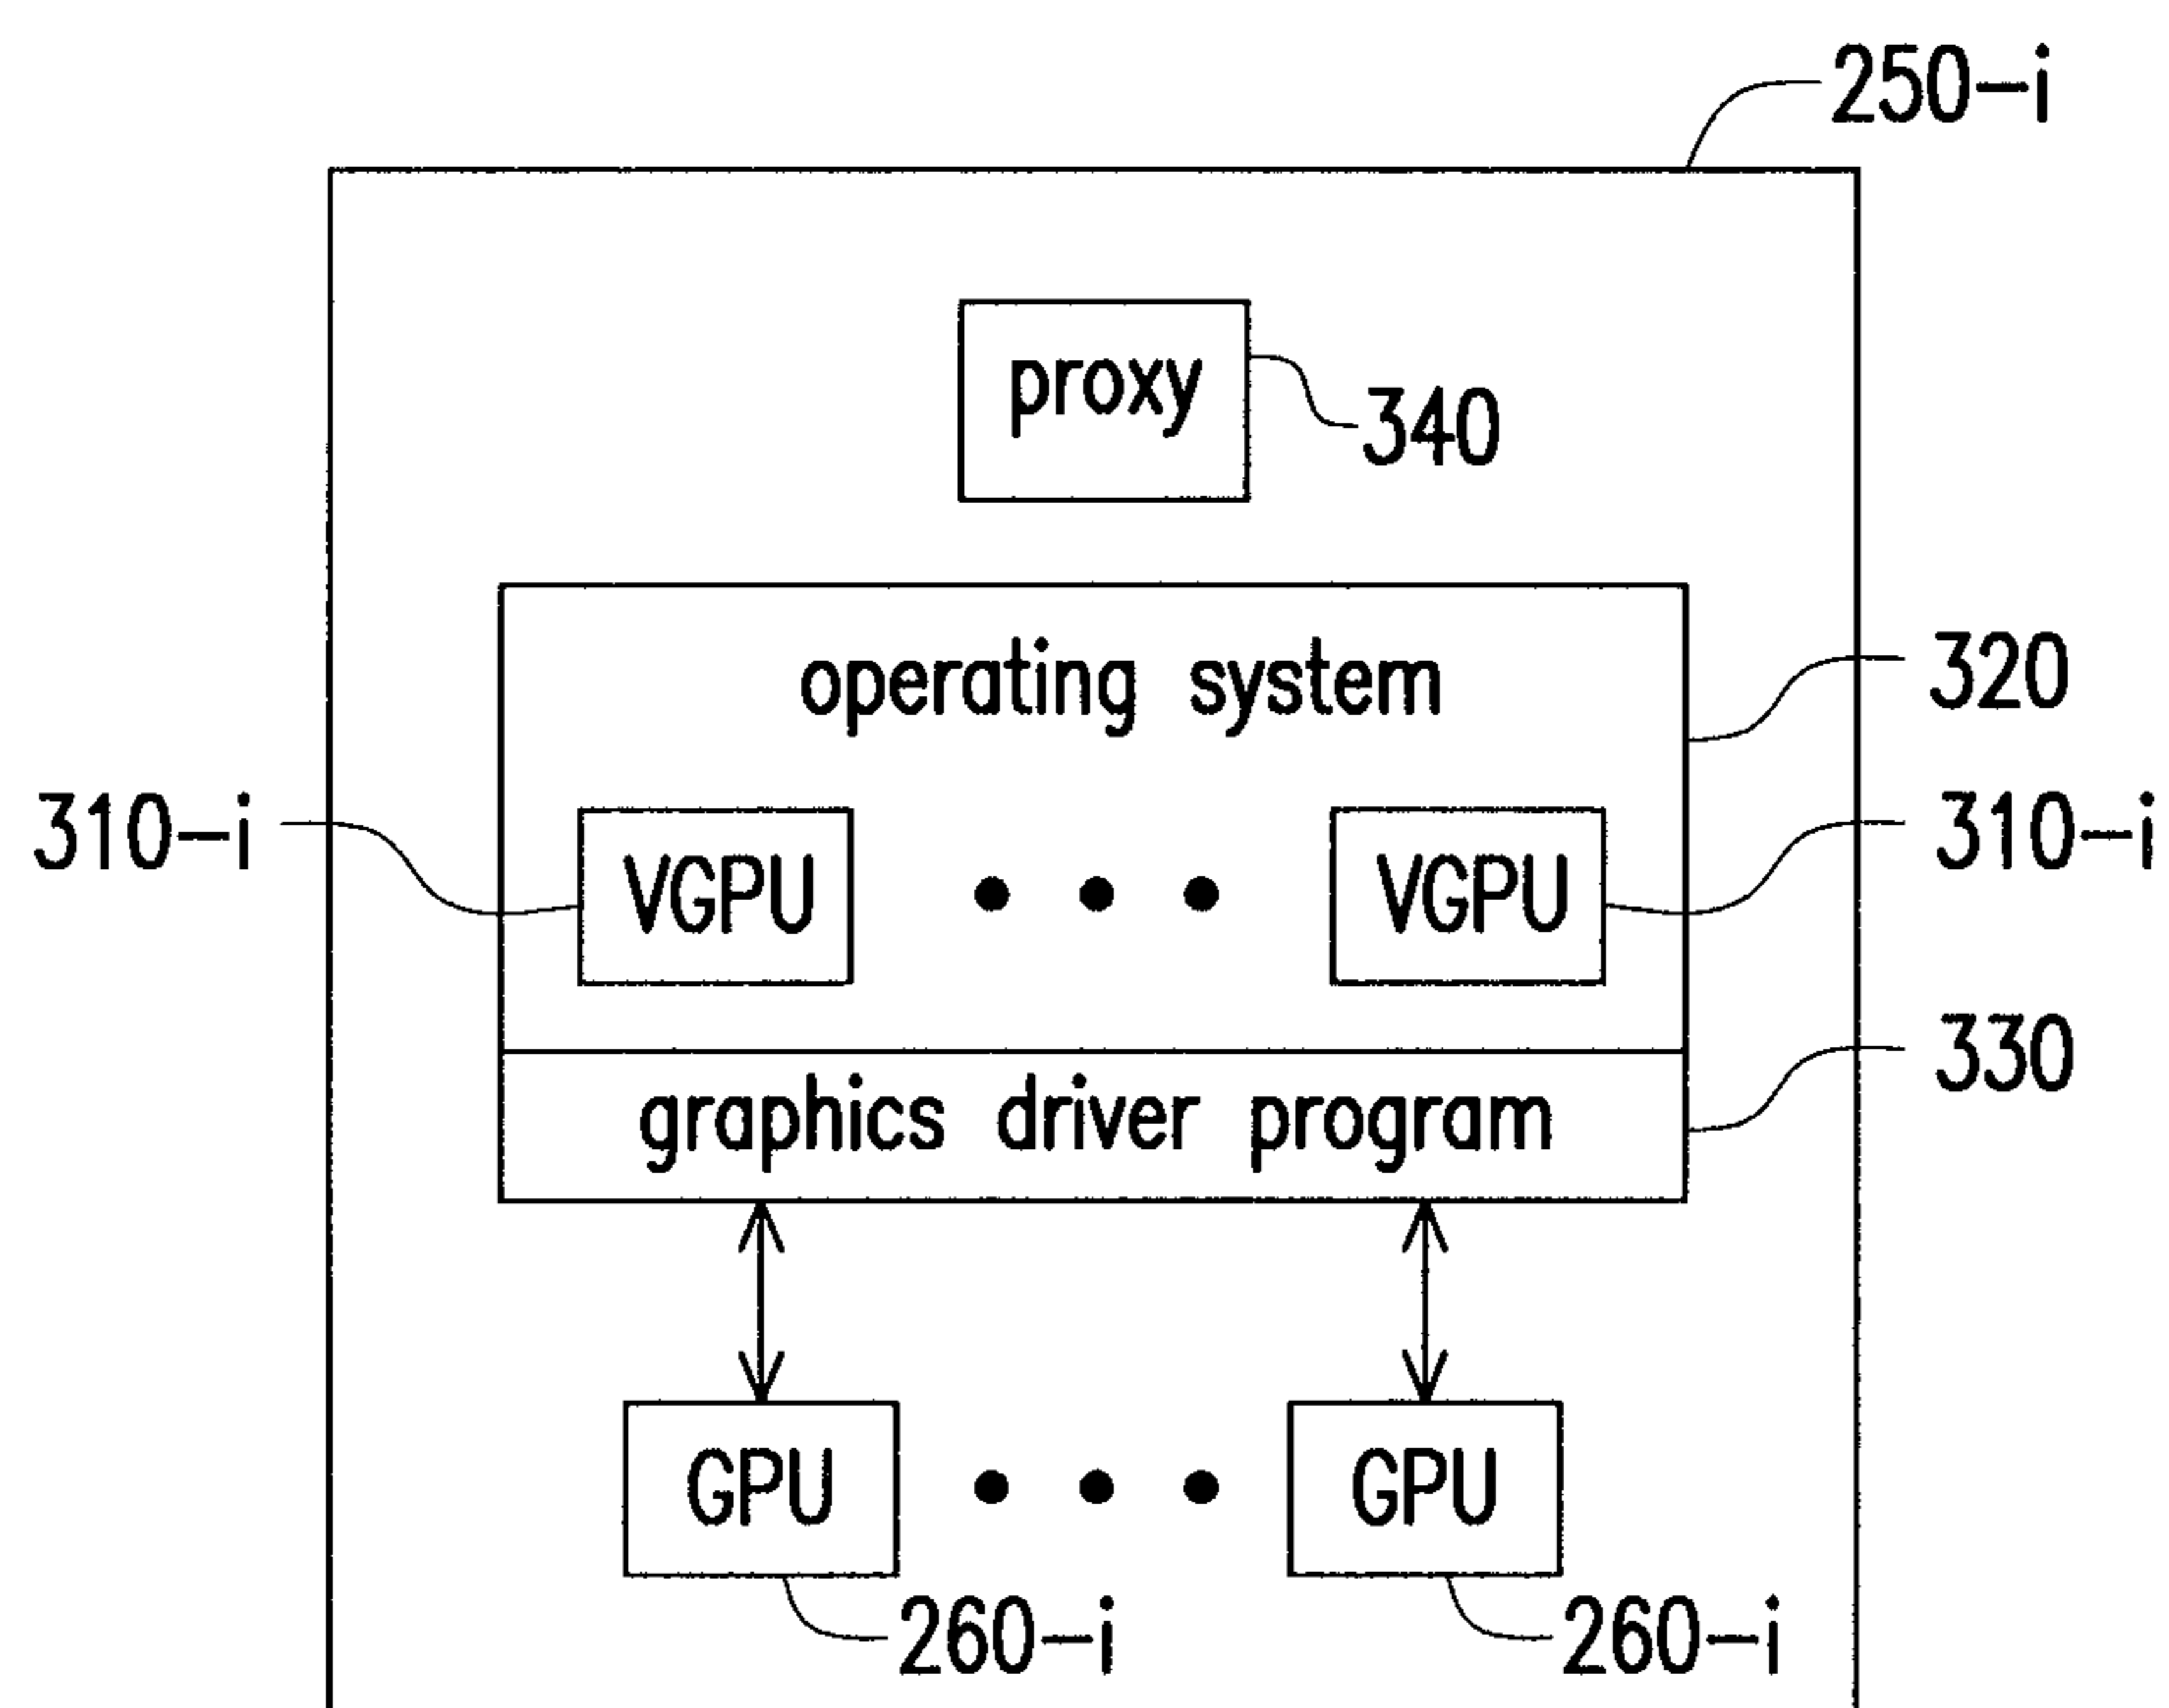 250-i
proxy
340
operating system
320
310-i
VGPU
VGPU
310-i
graphics driver program
330
GPU
GPU
260-i
260-i